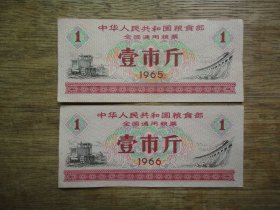 中华人民共和国粮食部
全国通用粮票
1 壹市斤 1
1965
中华人民共和国粮食部
全国通用粮票
1 壹市斤 1
1966